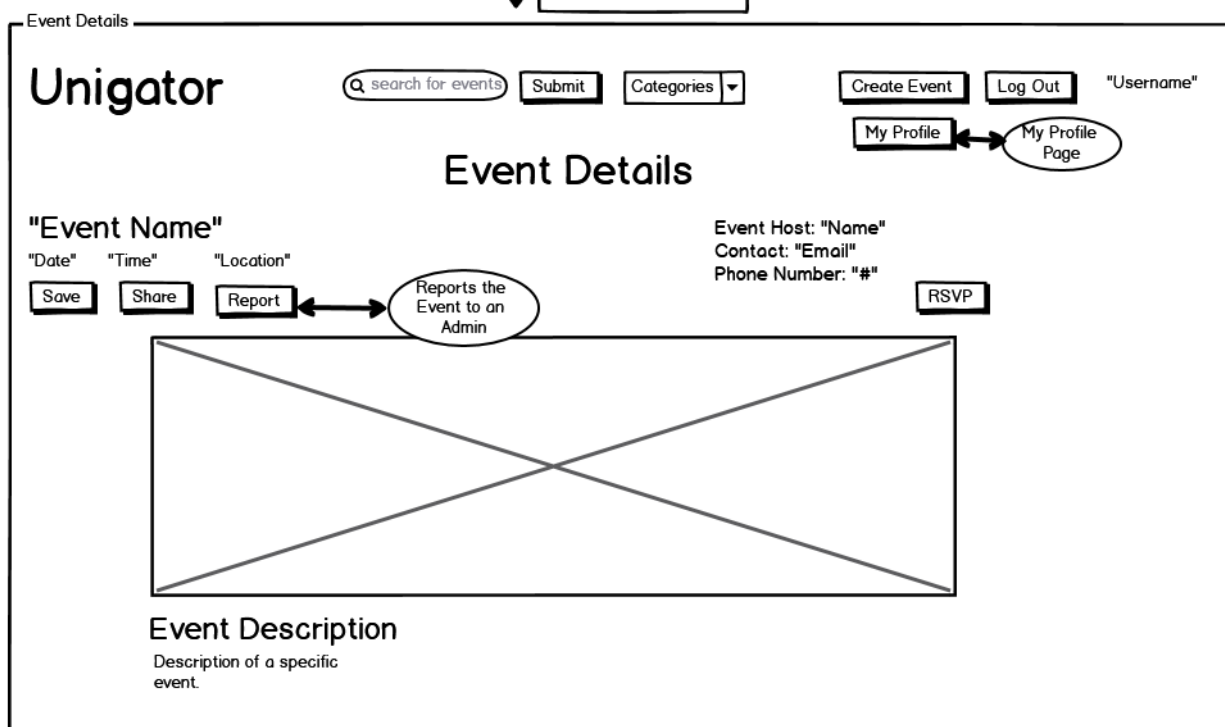 Event Details
Unigator
search for events
Submit
Categories
Create Event
Log Out
"Username"
My Profile
My Profile
Page
Event Details
"Event Name"
"Date"
"Time"
"Location"
Event Host: "Name"
Contact: "Email"
Phone Number: "#"
Save
Share
Report
Reports the
Event to an
Admin
RSVP
Event Description
Description of a specific
event.